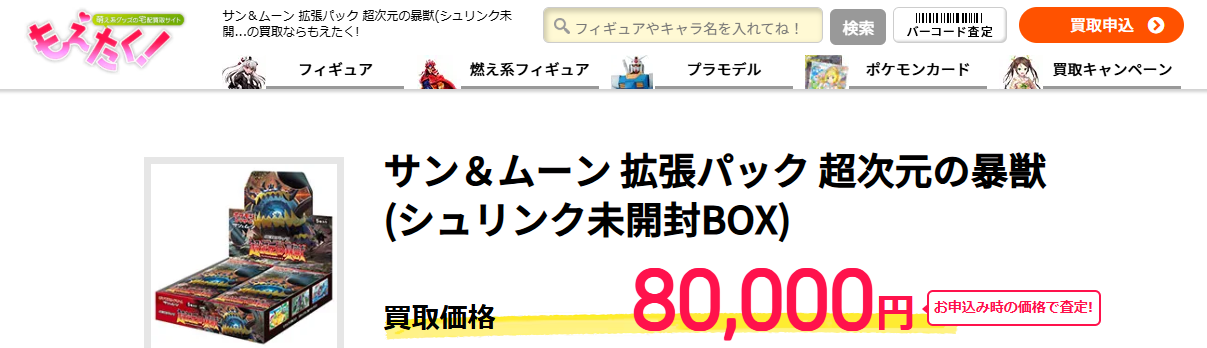 萌え系グッズの宅配買取サイト
もえたく!
サン＆ムーン 拡張パック 超次元の暴獣(シュリンク未
開...の買取ならもえたく!
フィギュアやキャラ名を入れてね！
検索
バーコード査定
買取申込
フィギュア
燃え系フィギュア
プラモデル
ポケモンカード
買取キャンペーン
サン＆ムーン 拡張パック 超次元の暴獣
(シュリンク未開封BOX)
買取価格
80,000円
お申込み時の価格で査定!